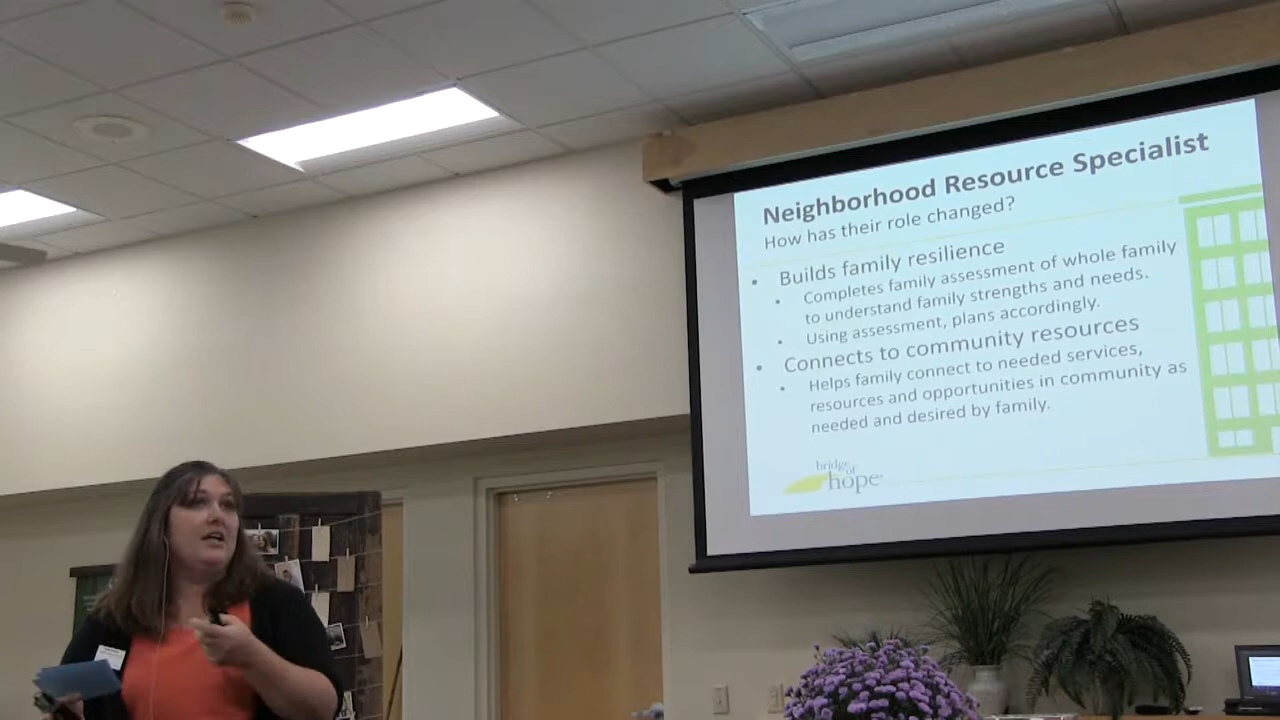 Neighborhood Resource Specialist
How has their role changed?
• Builds family resilience
• Completes family assessment of whole family
to understand family strengths and needs.
• Using assessment, plans accordingly.
• Connects to community resources
• Helps family connect to needed services,
resources and opportunities in community as
needed and desired by family.
bridge
of
hope